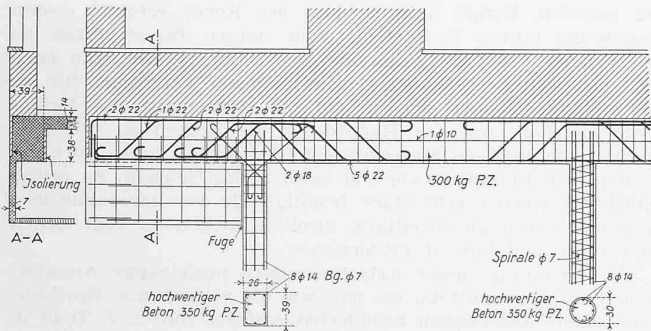 A
39
14
12
38
Isolierung
7
A-A
A
2ϕ22
1ϕ22
2ϕ22
2ϕ22
1ϕ10
2ϕ18
5ϕ22
300 kg P.Z.
Fuge
8ϕ14 Bg.ϕ7
26
39
hochwertiger
Beton 350 kg P.Z.
Spirale ϕ7
8ϕ14
30
hochwertiger
Beton 350 kg P.Z.